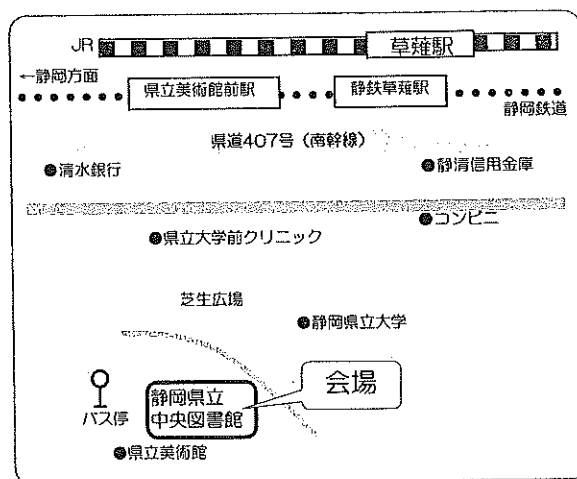 JR
草薙駅
←静岡方面
県立美術館前駅
静鉄草薙駅
静岡鉄道
県道407号（南幹線）
●清水銀行
●静清信用金庫
●コンビニ
●県立大学前クリニック
芝生広場
●静岡県立大学
会場
バス停
静岡県立
中央図書館
●県立美術館